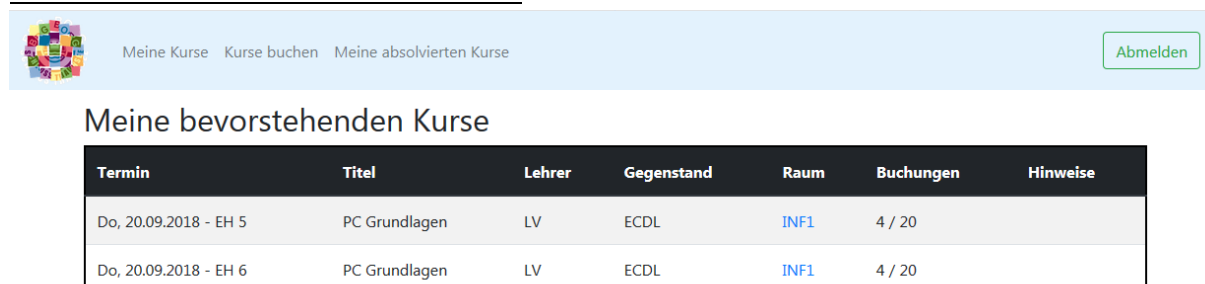 Meine Kurse Kurse buchen Meine absolvierten Kurse Abmelden
Meine bevorstehenden Kurse
Termin Titel Lehrer Gegenstand Raum Buchungen Hinweise
Do, 20.09.2018 - EH 5 PC Grundlagen LV ECDL INF1 4 / 20
Do, 20.09.2018 - EH 6 PC Grundlagen LV ECDL INF1 4 / 20